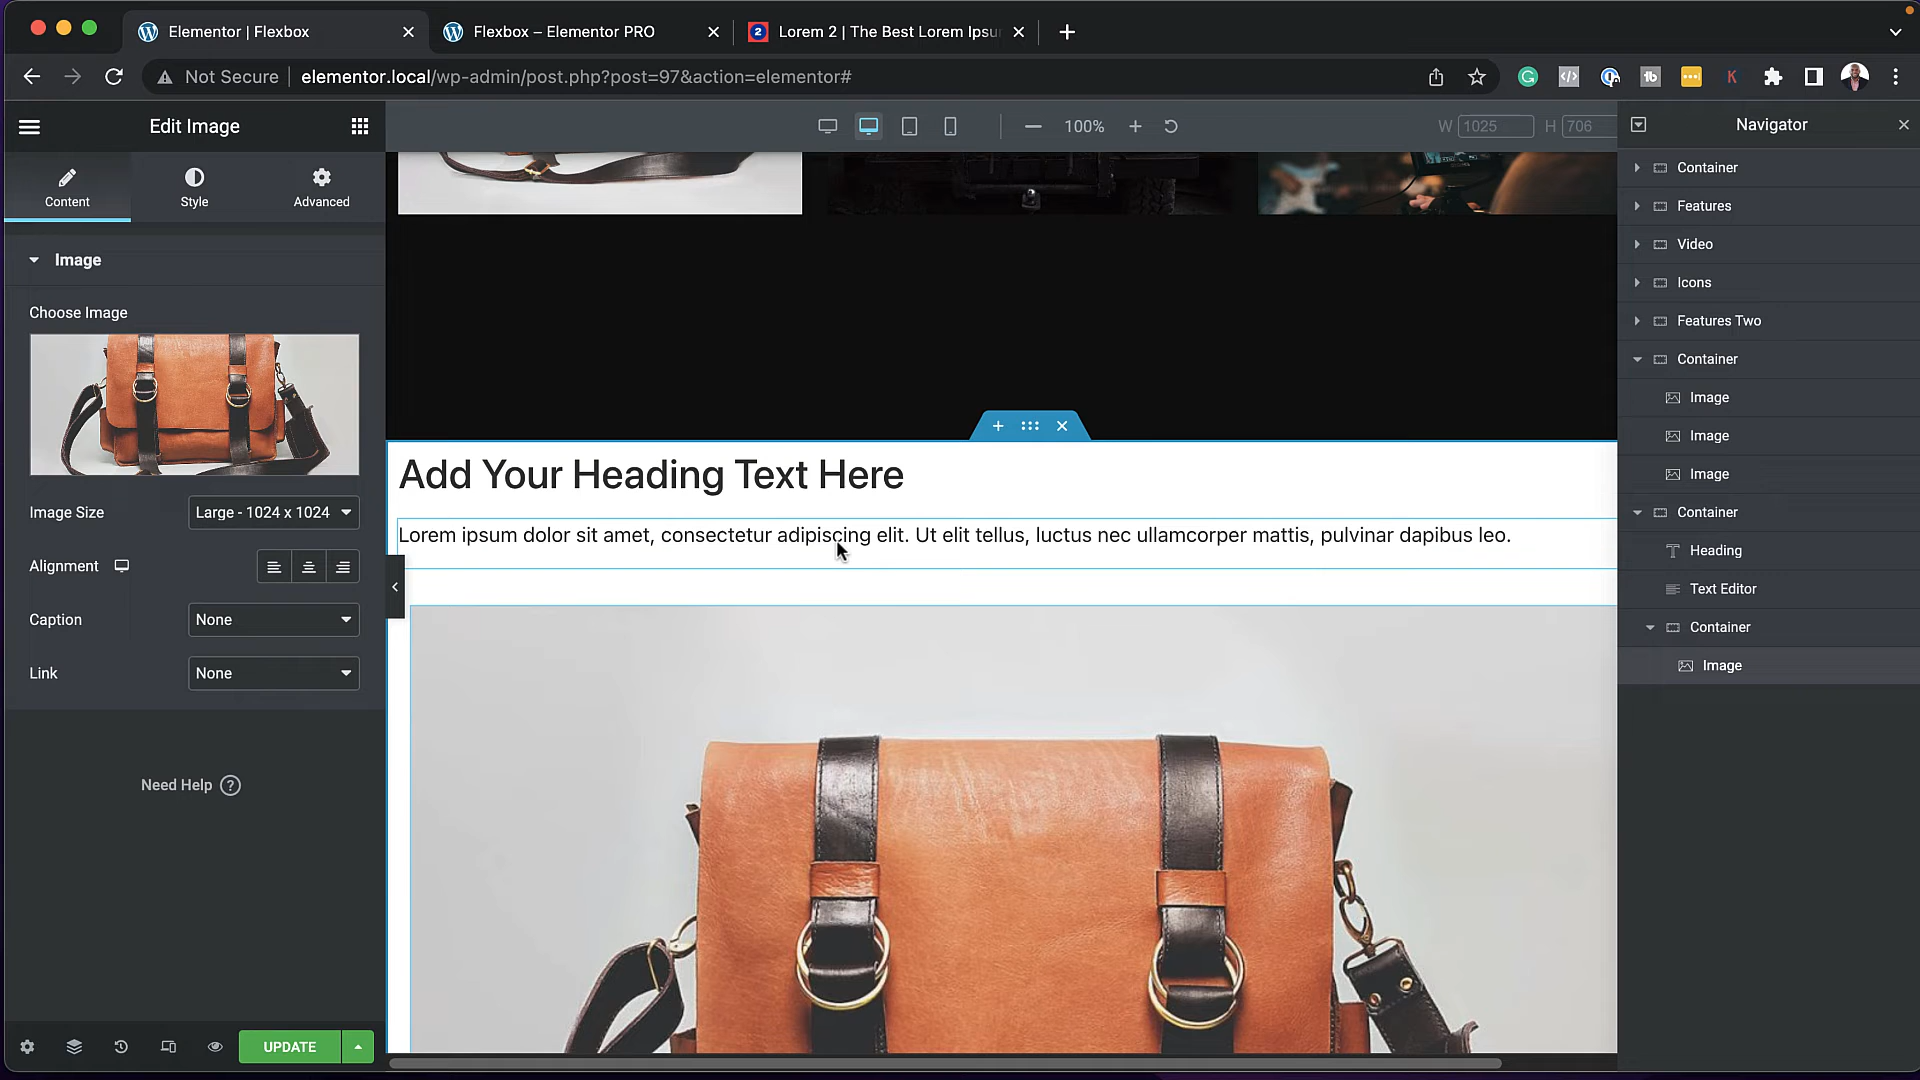 Elementor | Flexbox
Flexbox – Elementor PRO
Lorem 2 | The Best Lorem Ipsu
Not Secure
elementor.local/wp-admin/post.php?post=97&action=elementor#
Edit Image
100%
W 1025
H 706
Navigator
Content
Style
Advanced
Image
Choose Image
Image Size
Large - 1024 x 1024
Alignment
Caption
None
Link
None
Need Help
UPDATE
Add Your Heading Text Here
Lorem ipsum dolor sit amet, consectetur adipiscing elit. Ut elit tellus, luctus nec ullamcorper mattis, pulvinar dapibus leo.
Container
Features
Video
Icons
Features Two
Container
Image
Image
Image
Container
Heading
Text Editor
Container
Image